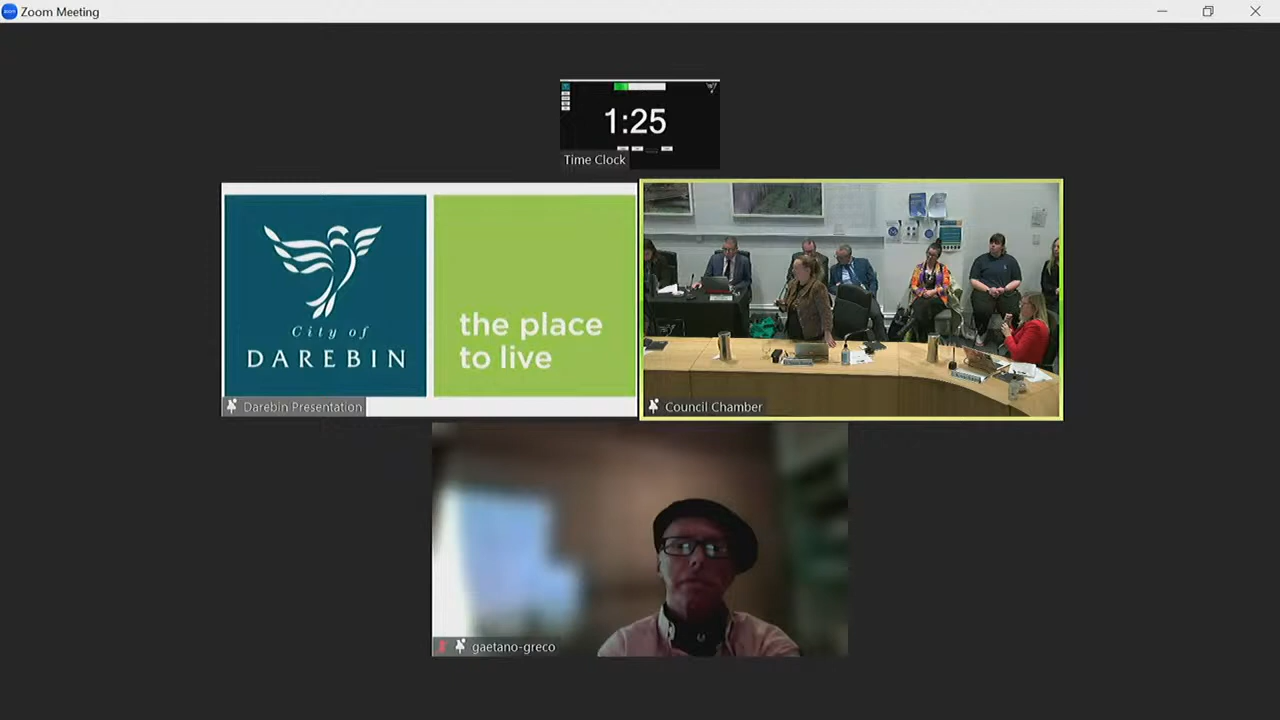 Zoom Meeting
1:25
Time Clock
City of
DAREBIN
the place
to live
Darebin Presentation
Council Chamber
gaetano-greco